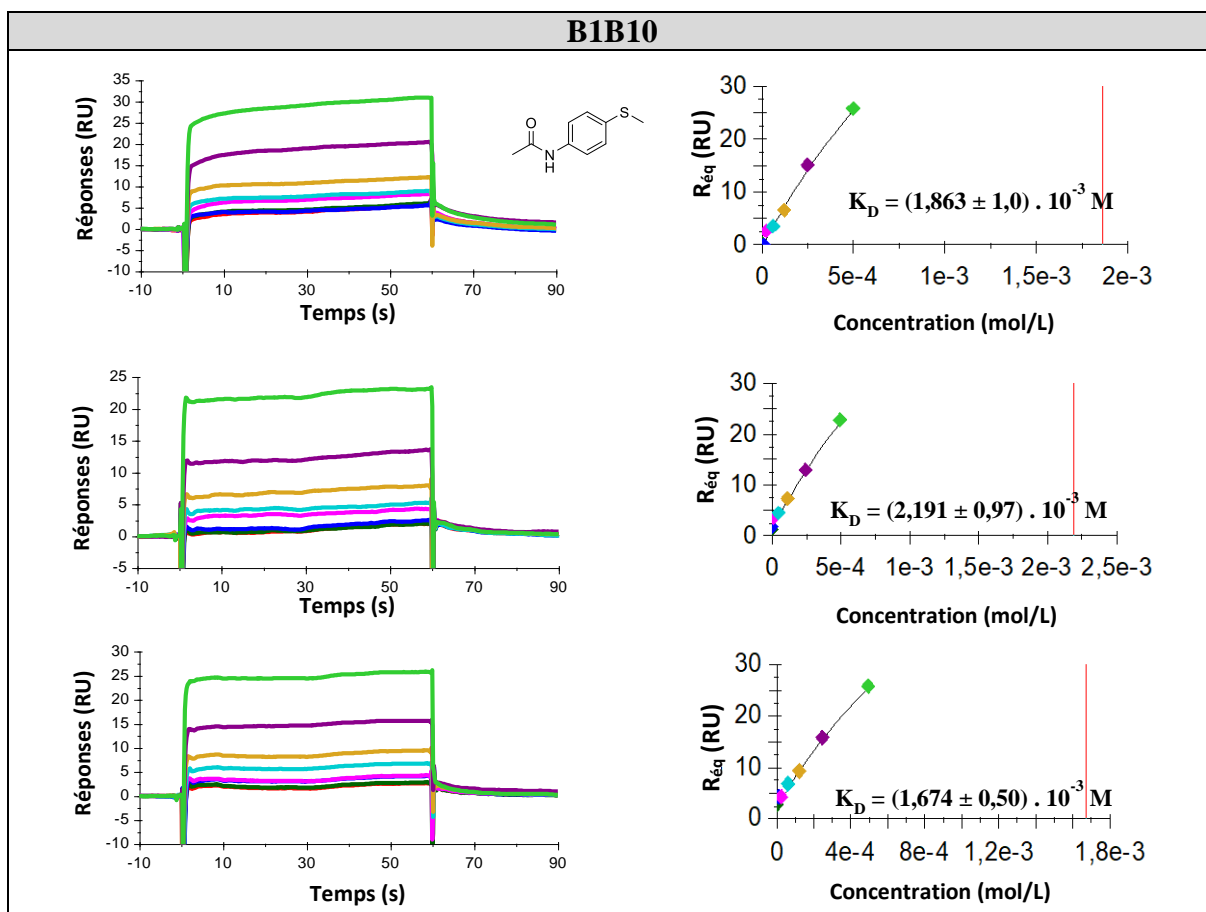 B1B10
Réponses (RU)
35
30
25
20
15
10
5
0
-5
-10
-10 10 30 50 70 90
Temps (s)
O
N
H
S
R_éq (RU)
30
20
10
0
K_D = (1,863 ± 1,0) . 10^-3 M
0 5e-4 1e-3 1,5e-3 2e-3
Concentration (mol/L)
Réponses (RU)
25
20
15
10
5
0
-5
-10 10 30 50 70 90
Temps (s)
R_éq (RU)
30
20
10
0
K_D = (2,191 ± 0,97) . 10^-3 M
0 5e-4 1e-3 1,5e-3 2e-3 2,5e-3
Concentration (mol/L)
Réponses (RU)
30
25
20
15
10
5
0
-5
-10
-10 10 30 50 70 90
Temps (s)
R_éq (RU)
30
20
10
0
K_D = (1,674 ± 0,50) . 10^-3 M
0 4e-4 8e-4 1,2e-3 1,8e-3
Concentration (mol/L)